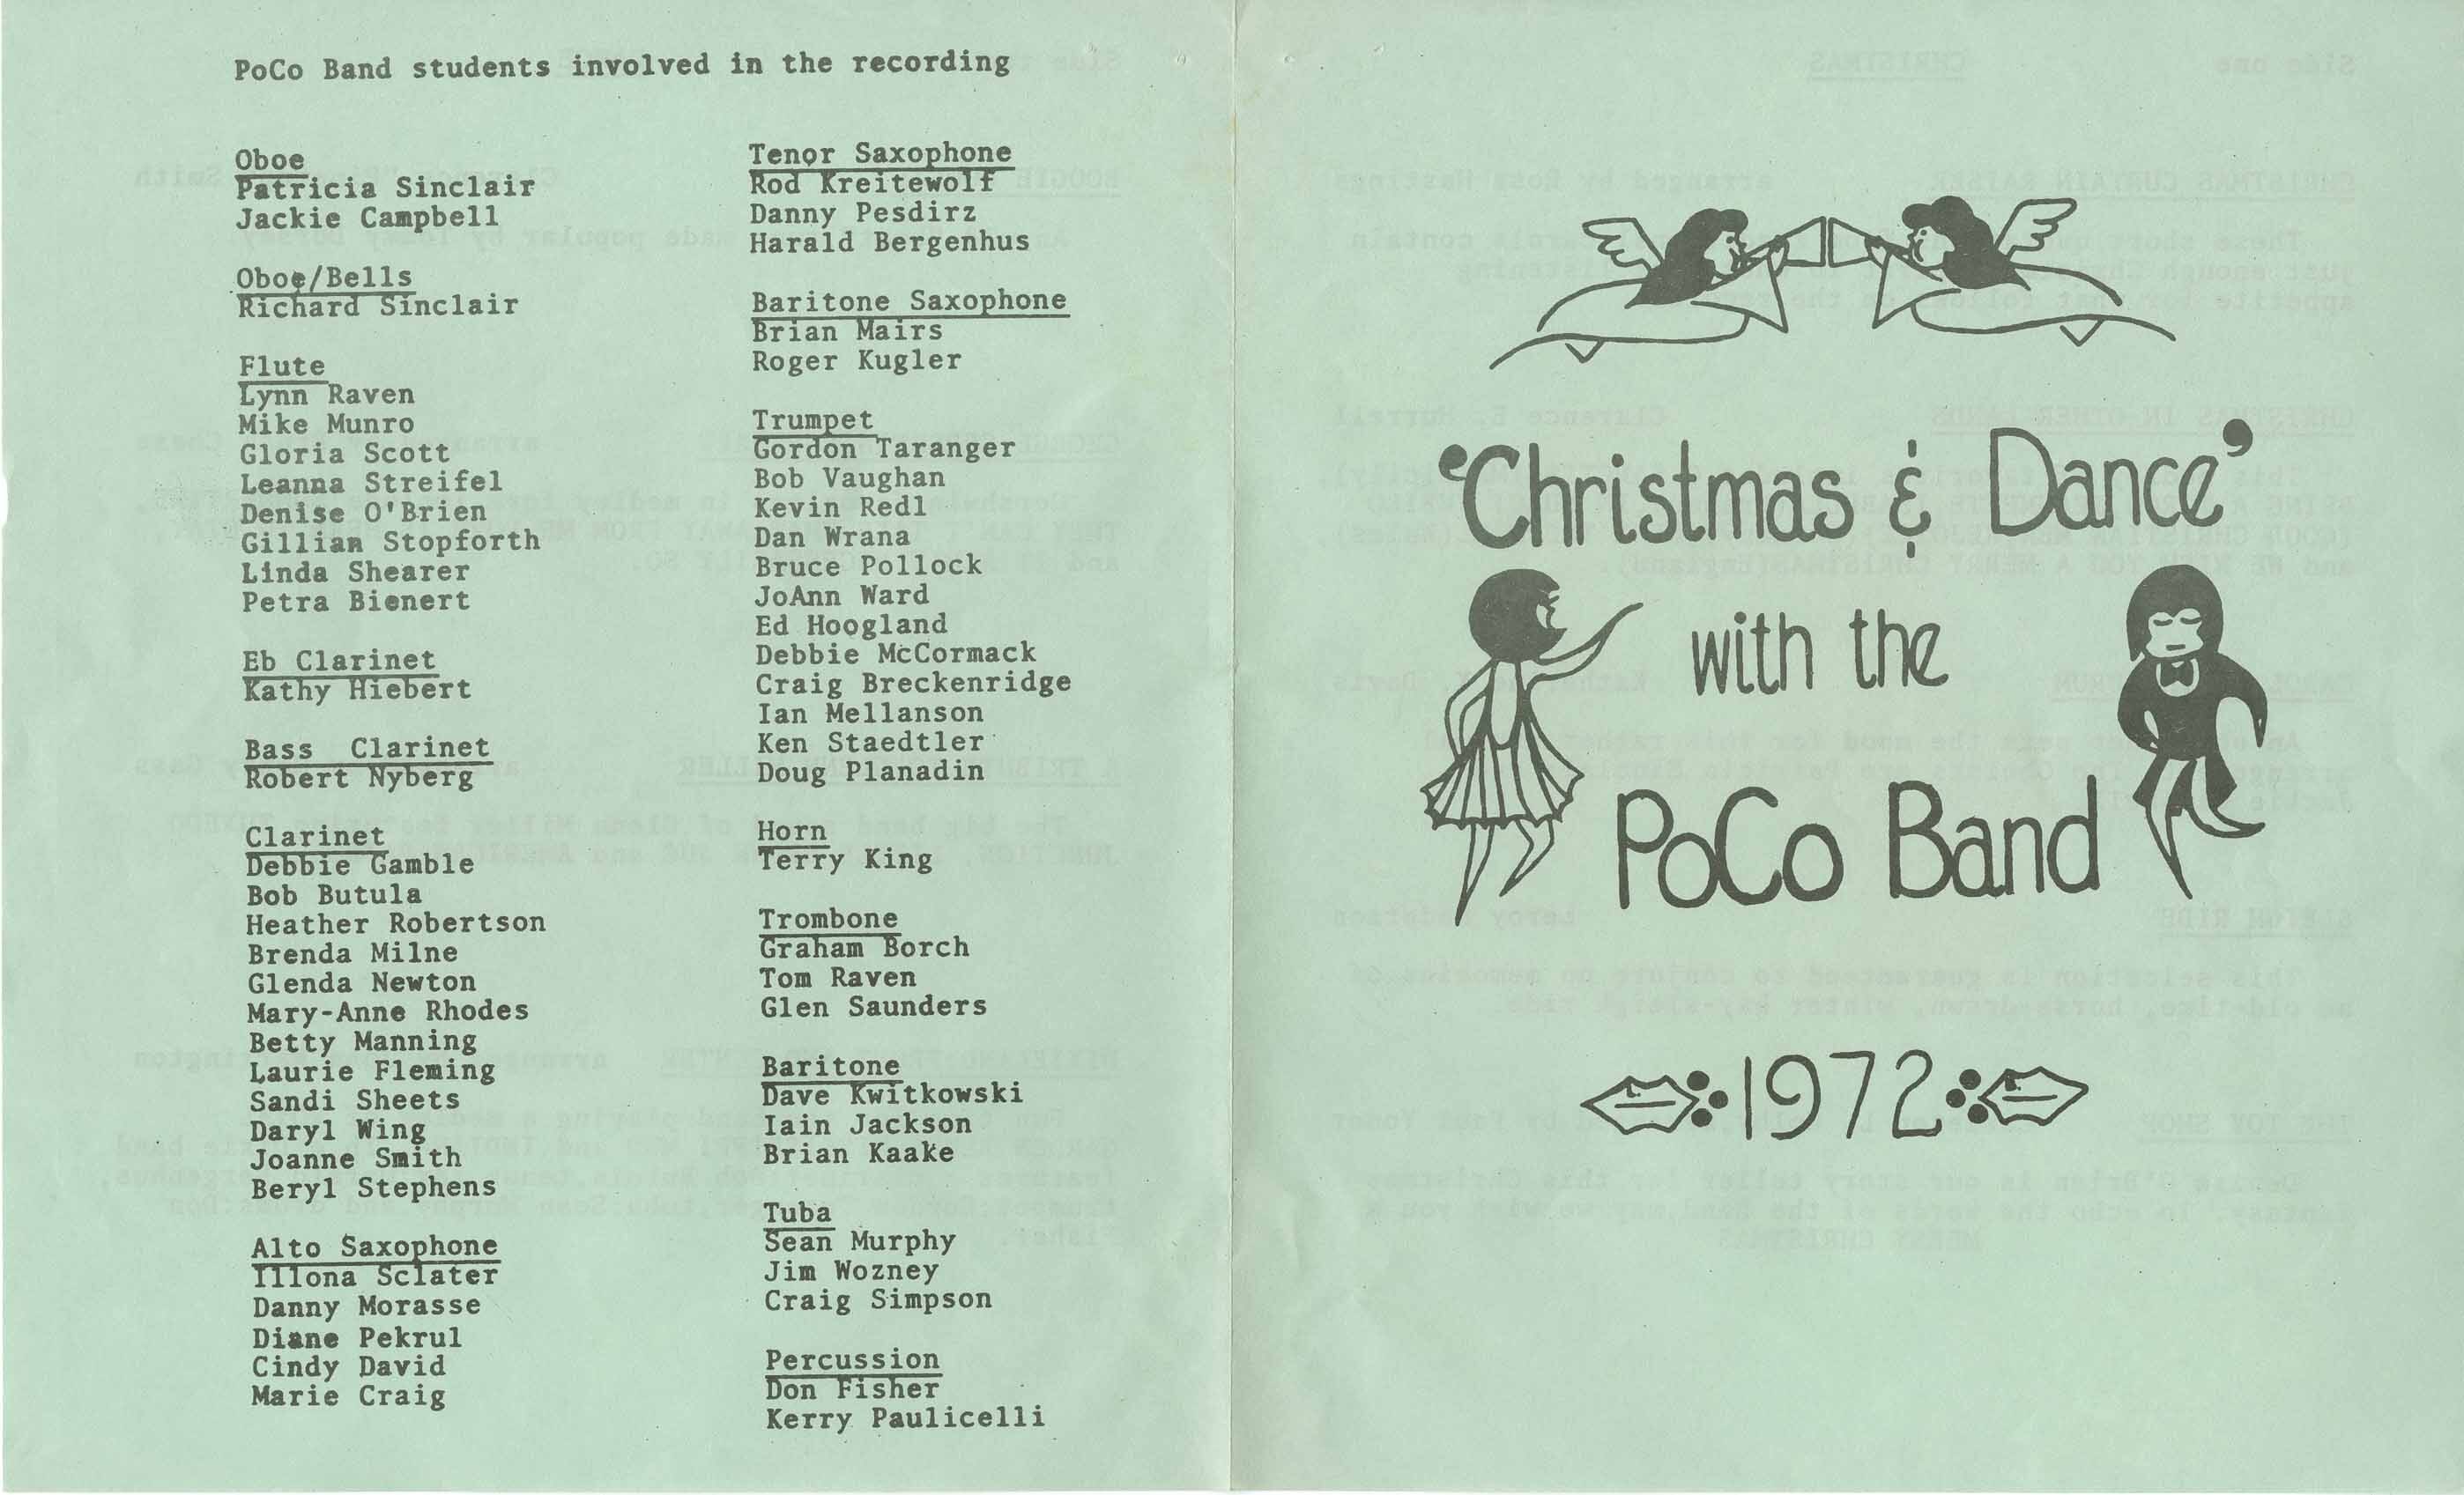 PoCo Band students involved in the recording
Oboe
Patricia Sinclair
Jackie Campbell
Oboe/Bells
Richard Sinclair
Flute
Lynn Raven
Mike Munro
Gloria Scott
Leanna Streifel
Denise O'Brien
Gillian Stopforth
Linda Shearer
Petra Bienert
Eb Clarinet
Kathy Hiebert
Bass Clarinet
Robert Nyberg
Clarinet
Debbie Gamble
Bob Butula
Heather Robertson
Brenda Milne
Glenda Newton
Mary-Anne Rhodes
Betty Manning
Laurie Fleming
Sandi Sheets
Daryl Wing
Joanne Smith
Beryl Stephens
Alto Saxophone
Illona Sclater
Danny Morasse
Diane Pekrul
Cindy David
Marie Craig
Tenor Saxophone
Rod Kreitewolf
Danny Pesdirz
Harald Bergenhus
Baritone Saxophone
Brian Mairs
Roger Kugler
Trumpet
Gordon Taranger
Bob Vaughan
Kevin Redl
Dan Wrana
Bruce Pollock
JoAnn Ward
Ed Hoogland
Debbie McCormack
Craig Breckenridge
Ian Mellanson
Ken Staedtler
Doug Planadin
Horn
Terry King
Trombone
Graham Borch
Tom Raven
Glen Saunders
Baritone
Dave Kwitkowski
Iain Jackson
Brian Kaake
Tuba
Sean Murphy
Jim Wozney
Craig Simpson
Percussion
Don Fisher
Kerry Paulicelli
'Christmas & Dance'
with the
PoCo Band
1972